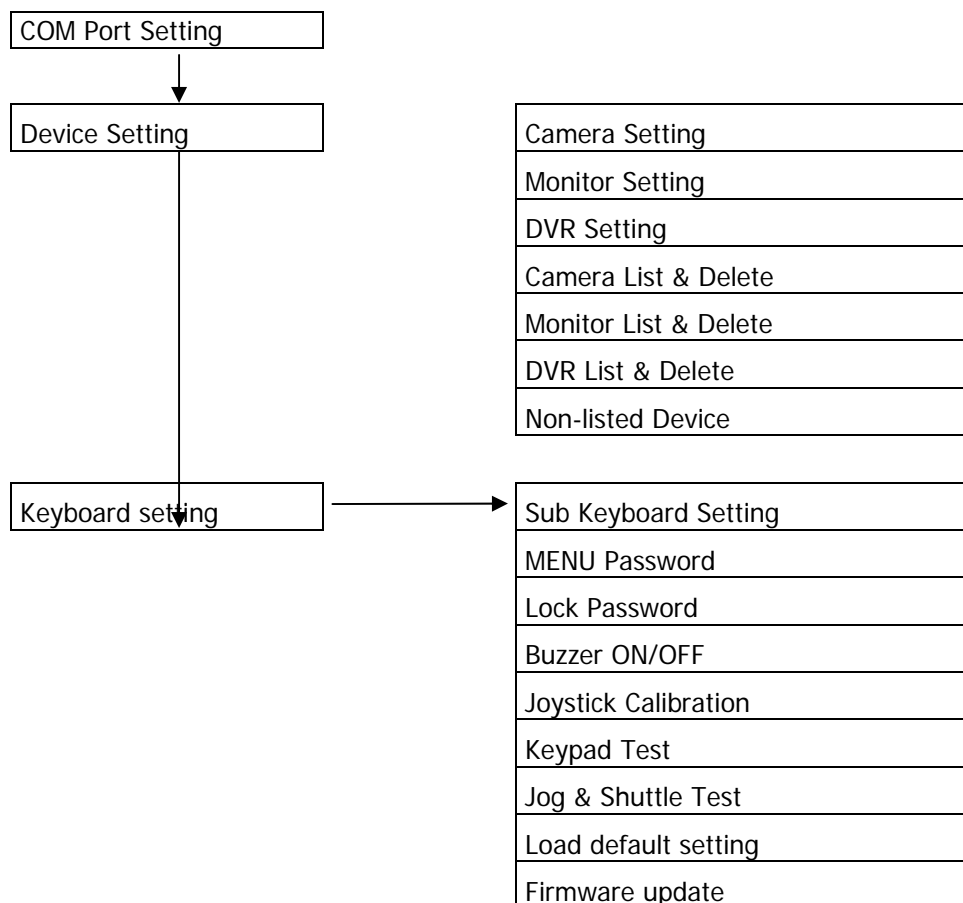 COM Port Setting
Device Setting
Camera Setting
Monitor Setting
DVR Setting
Camera List & Delete
Monitor List & Delete
DVR List & Delete
Non-listed Device
Keyboard setting
Sub Keyboard Setting
MENU Password
Lock Password
Buzzer ON/OFF
Joystick Calibration
Keypad Test
Jog & Shuttle Test
Load default setting
Firmware update